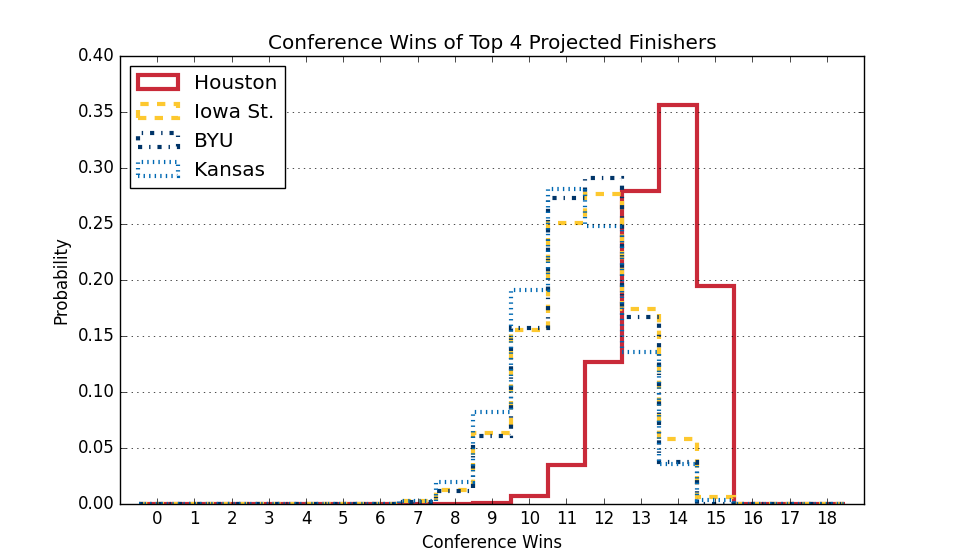 Conference Wins of Top 4 Projected Finishers
Houston
Iowa St.
BYU
Kansas
0.40
0.35
0.30
0.25
0.20
0.15
0.10
0.05
0.00
Probability
0 1 2 3 4 5 6 7 8 9 10 11 12 13 14 15 16 17 18
Conference Wins